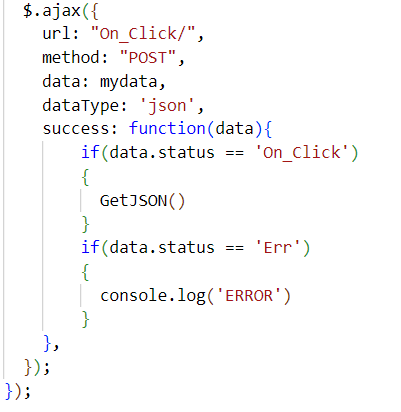 $.ajax({
url: "On_Click/",
method: "POST",
data: mydata,
dataType: 'json',
success: function(data){
if(data.status == 'On_Click')
{
GetJSON()
}
if(data.status == 'Err')
{
console.log('ERROR')
}
},
});
});